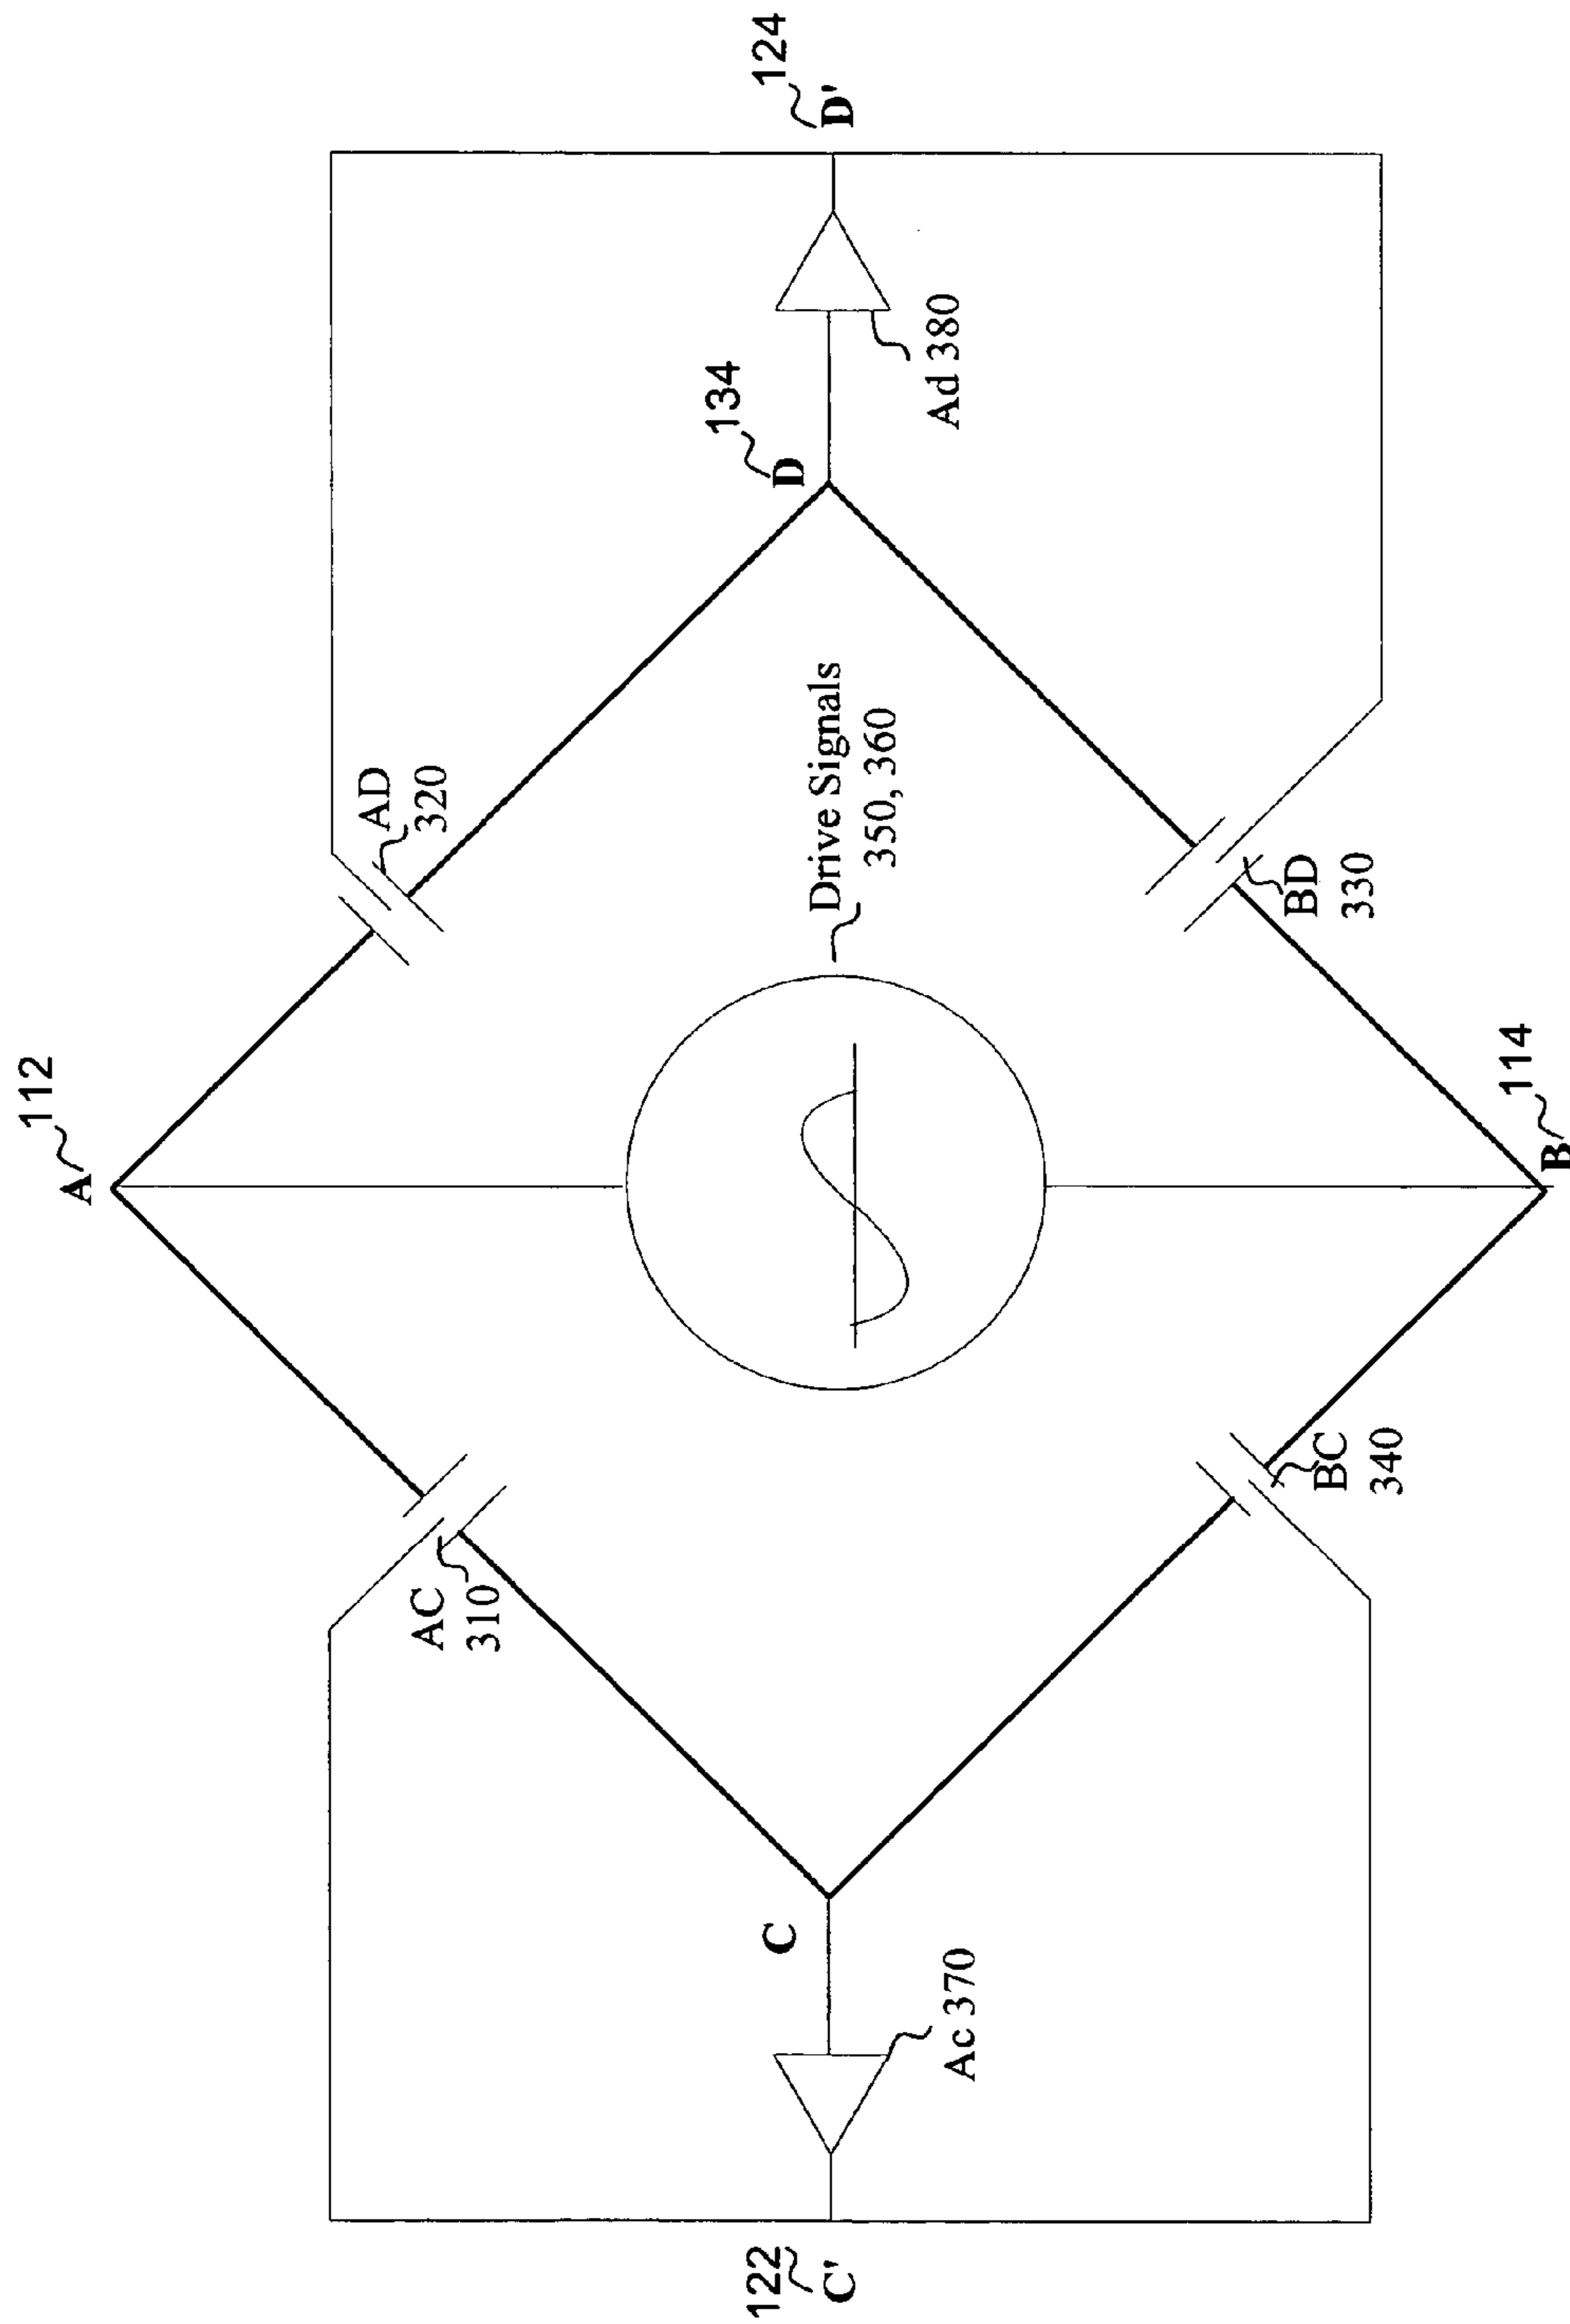 112
A
AD
320
AC
310
134
D
124
D'
122
C'
C
Drive Signals
350, 360
Ad 380
Ac 370
BD
330
BC
340
114
B